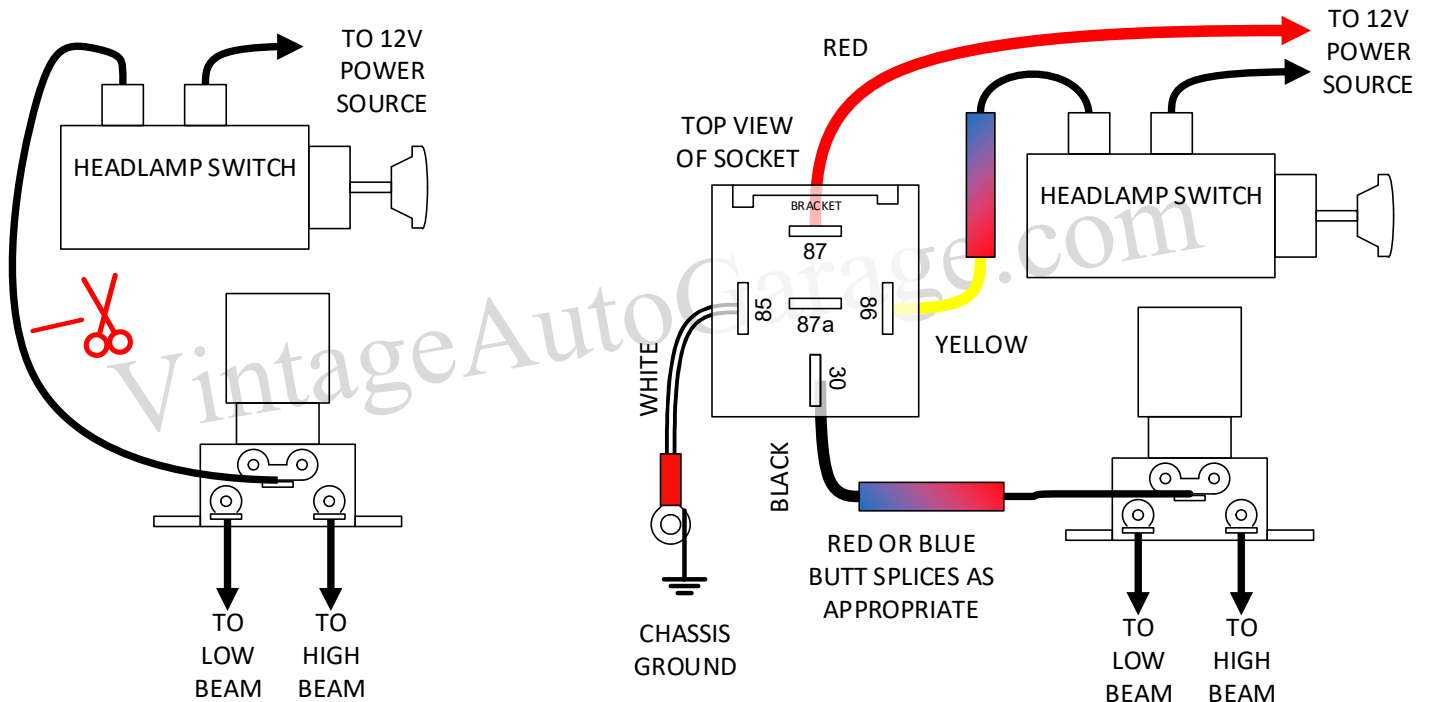 TO 12V
POWER
SOURCE
HEADLAMP SWITCH
TO
LOW
BEAM
TO
HIGH
BEAM
RED
TO 12V
POWER
SOURCE
TOP VIEW
OF SOCKET
HEADLAMP SWITCH
BRACKET
87
85
87a
86
30
YELLOW
WHITE
BLACK
RED OR BLUE
BUTT SPLICES AS
APPROPRIATE
CHASSIS
GROUND
TO
LOW
BEAM
TO
HIGH
BEAM
VintageAutoGarage.com